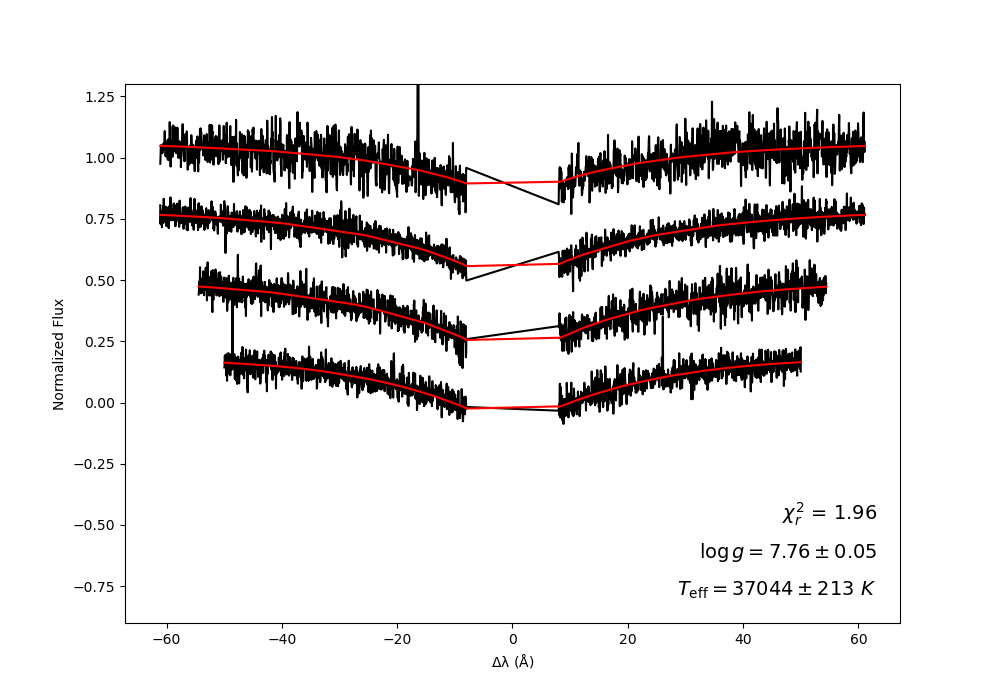 1.25
1.00
0.75
0.50
0.25
0.00
−0.25
−0.50
−0.75
Normalized Flux
χ²ᵣ = 1.96
log g = 7.76 ± 0.05
T_eff = 37044 ± 213 K
−60 −40 −20 0 20 40 60
Δλ (Å)